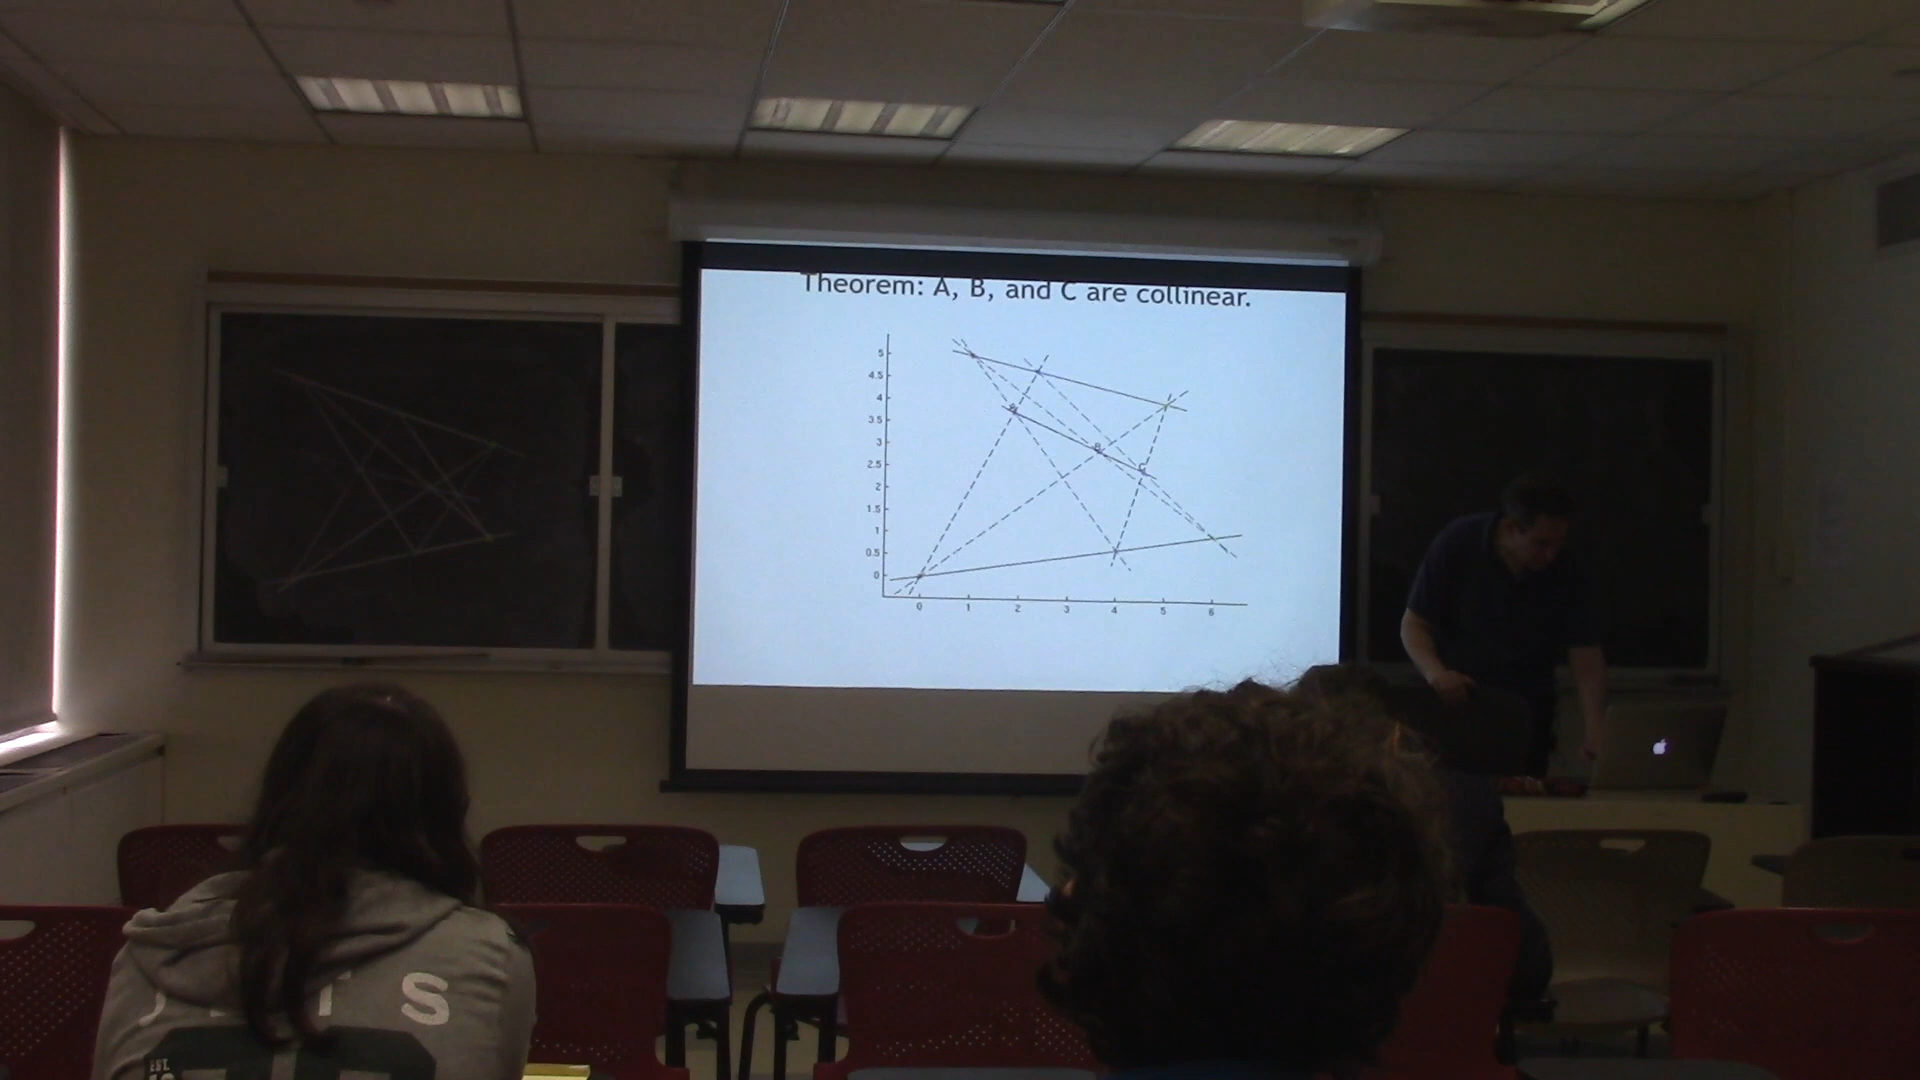 Theorem: A, B, and C are collinear.
5
4.5
4
3.5
3
2.5
2
1.5
1
0.5
0
A
B
C
0 1 2 3 4 5 6
J E T S
EST.